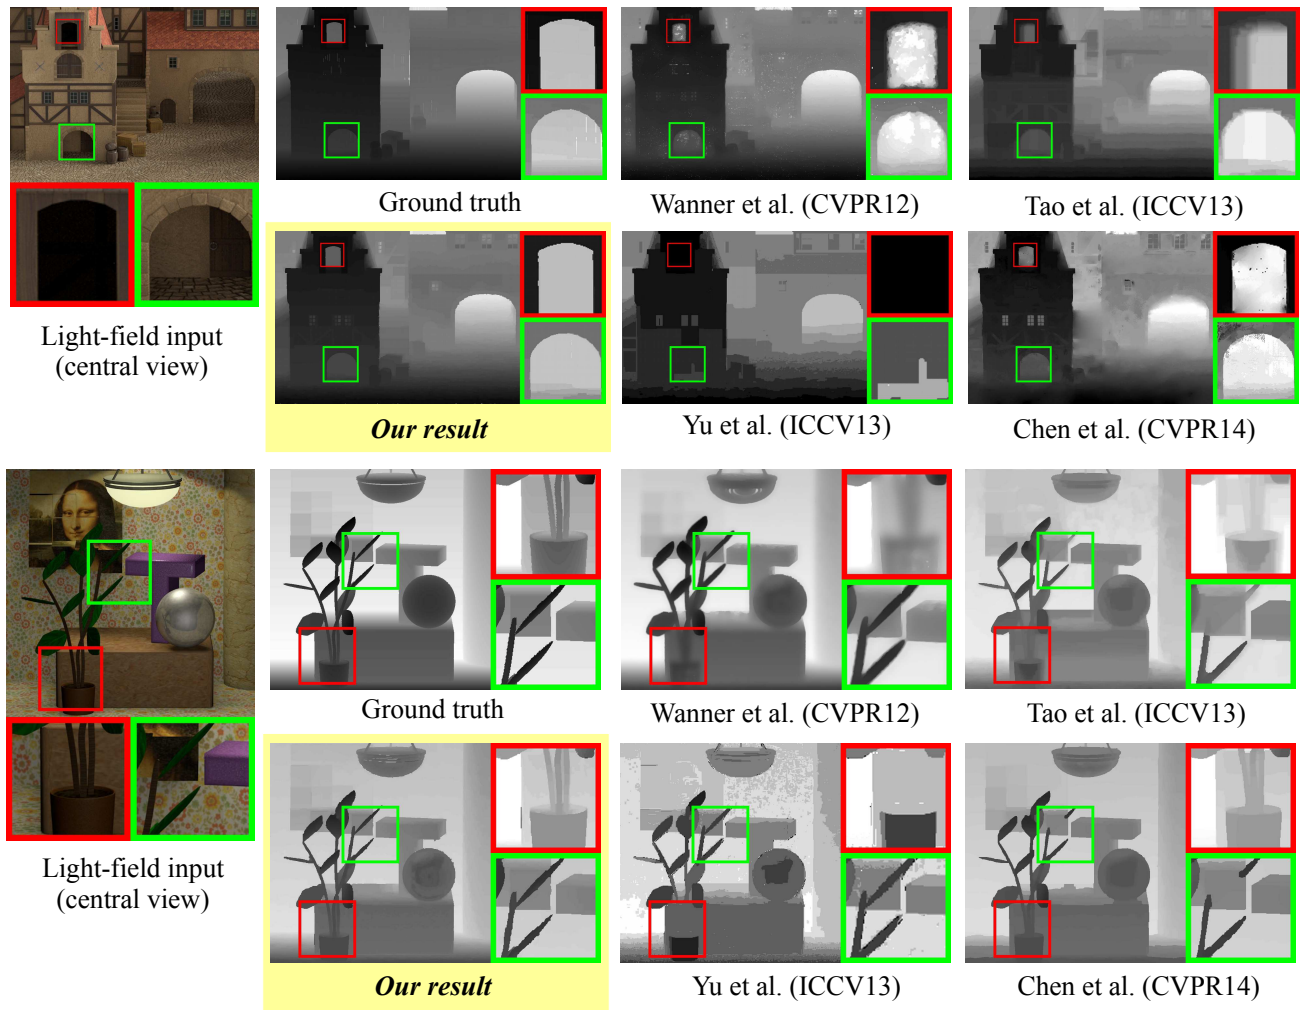 Ground truth
Wanner et al. (CVPR12)
Tao et al. (ICCV13)
Light-field input
(central view)
Our result
Yu et al. (ICCV13)
Chen et al. (CVPR14)
Ground truth
Wanner et al. (CVPR12)
Tao et al. (ICCV13)
Light-field input
(central view)
Our result
Yu et al. (ICCV13)
Chen et al. (CVPR14)